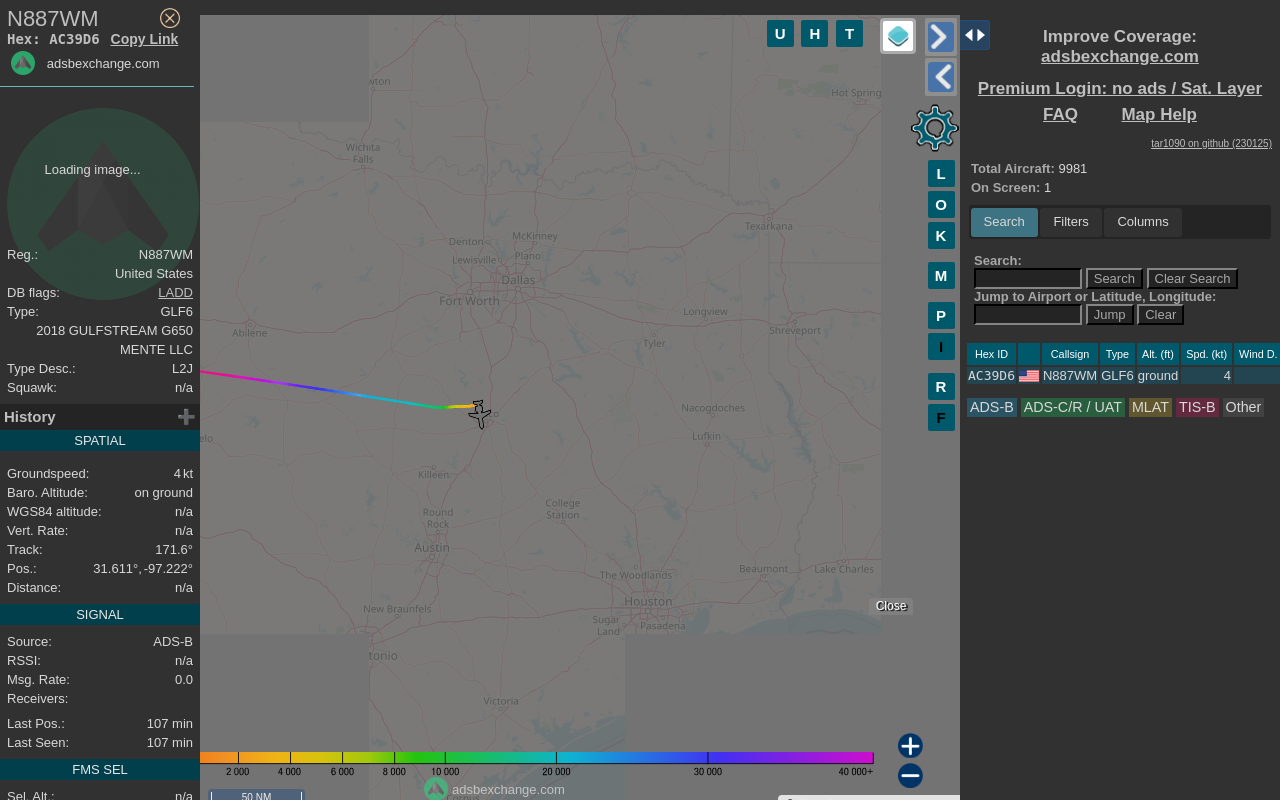 N887WM
Hex: AC39D6 Copy Link
adsbexchange.com
Loading image...
Reg.: N887WM
United States
DB flags: LADD
Type: GLF6
2018 GULFSTREAM G650
MENTE LLC
Type Desc.: L2J
Squawk: n/a
History
SPATIAL
Groundspeed: 4 kt
Baro. Altitude: on ground
WGS84 altitude: n/a
Vert. Rate: n/a
Track: 171.6°
Pos.: 31.611°, -97.222°
Distance: n/a
SIGNAL
Source: ADS-B
RSSI: n/a
Msg. Rate: 0.0
Receivers:
Last Pos.: 107 min
Last Seen: 107 min
FMS SEL
Sel. Alt.: n/a
U H T
wton
Hot Spring
Wichita
Falls
Texarkana
Denton
McKinney
Lewisville
Plano
Dallas
Fort Worth
Longview
Abilene
Shreveport
Tyler
Nacogdoches
elo
Lufkin
Killeen
College
Station
Round
Rock
Austin
Beaumont
Lake Charles
The Woodlands
Houston
New Braunfels
Sugar
Land
Pasadena
tonio
Victoria
Close
L
O
K
M
P
I
R
F
2 000 4 000 6 000 8 000 10 000 20 000 30 000 40 000+
adsbexchange.com
50 NM
Improve Coverage:
adsbexchange.com
Premium Login: no ads / Sat. Layer
FAQ Map Help
tar1090 on github (230125)
Total Aircraft: 9981
On Screen: 1
Search Filters Columns
Search:
Search Clear Search
Jump to Airport or Latitude, Longitude:
Jump Clear
Hex ID Callsign Type Alt. (ft) Spd. (kt) Wind D.
AC39D6 N887WM GLF6 ground 4
ADS-B ADS-C/R / UAT MLAT TIS-B Other